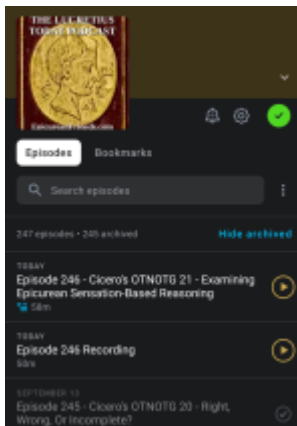 THE LUCRETIUS
TODAY PODCAST
EpicureanFriends.com
Episodes
Bookmarks
Search episodes
247 episodes • 245 archived
Hide archived
TODAY
Episode 246 - Cicero's OTNOTG 21 - Examining
Epicurean Sensation-Based Reasoning
58m
TODAY
Episode 246 Recording
58m
SEPTEMBER 13
Episode 245 - Cicero's OTNOTG 20 - Right,
Wrong, Or Incomplete?